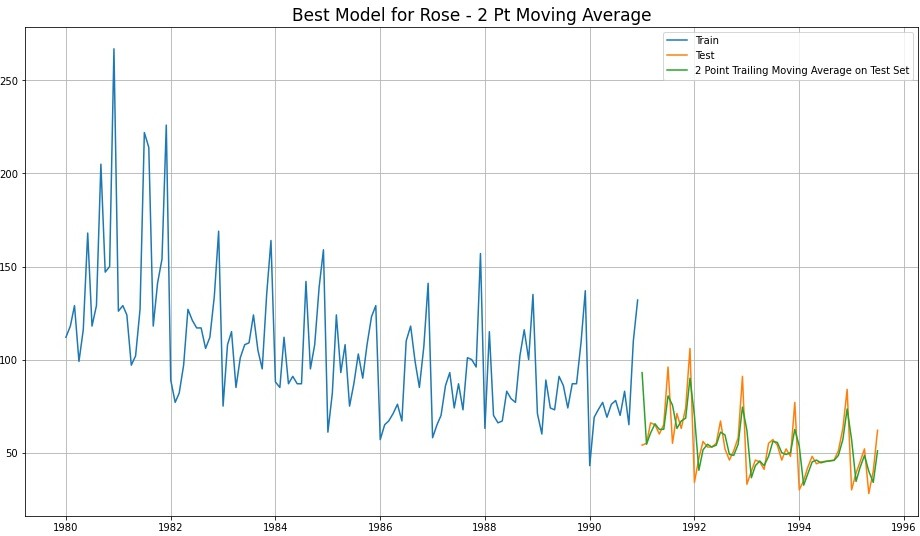 Best Model for Rose - 2 Pt Moving Average
Train
Test
2 Point Trailing Moving Average on Test Set
250
200
150
100
50
1980 1982 1984 1986 1988 1990 1992 1994 1996